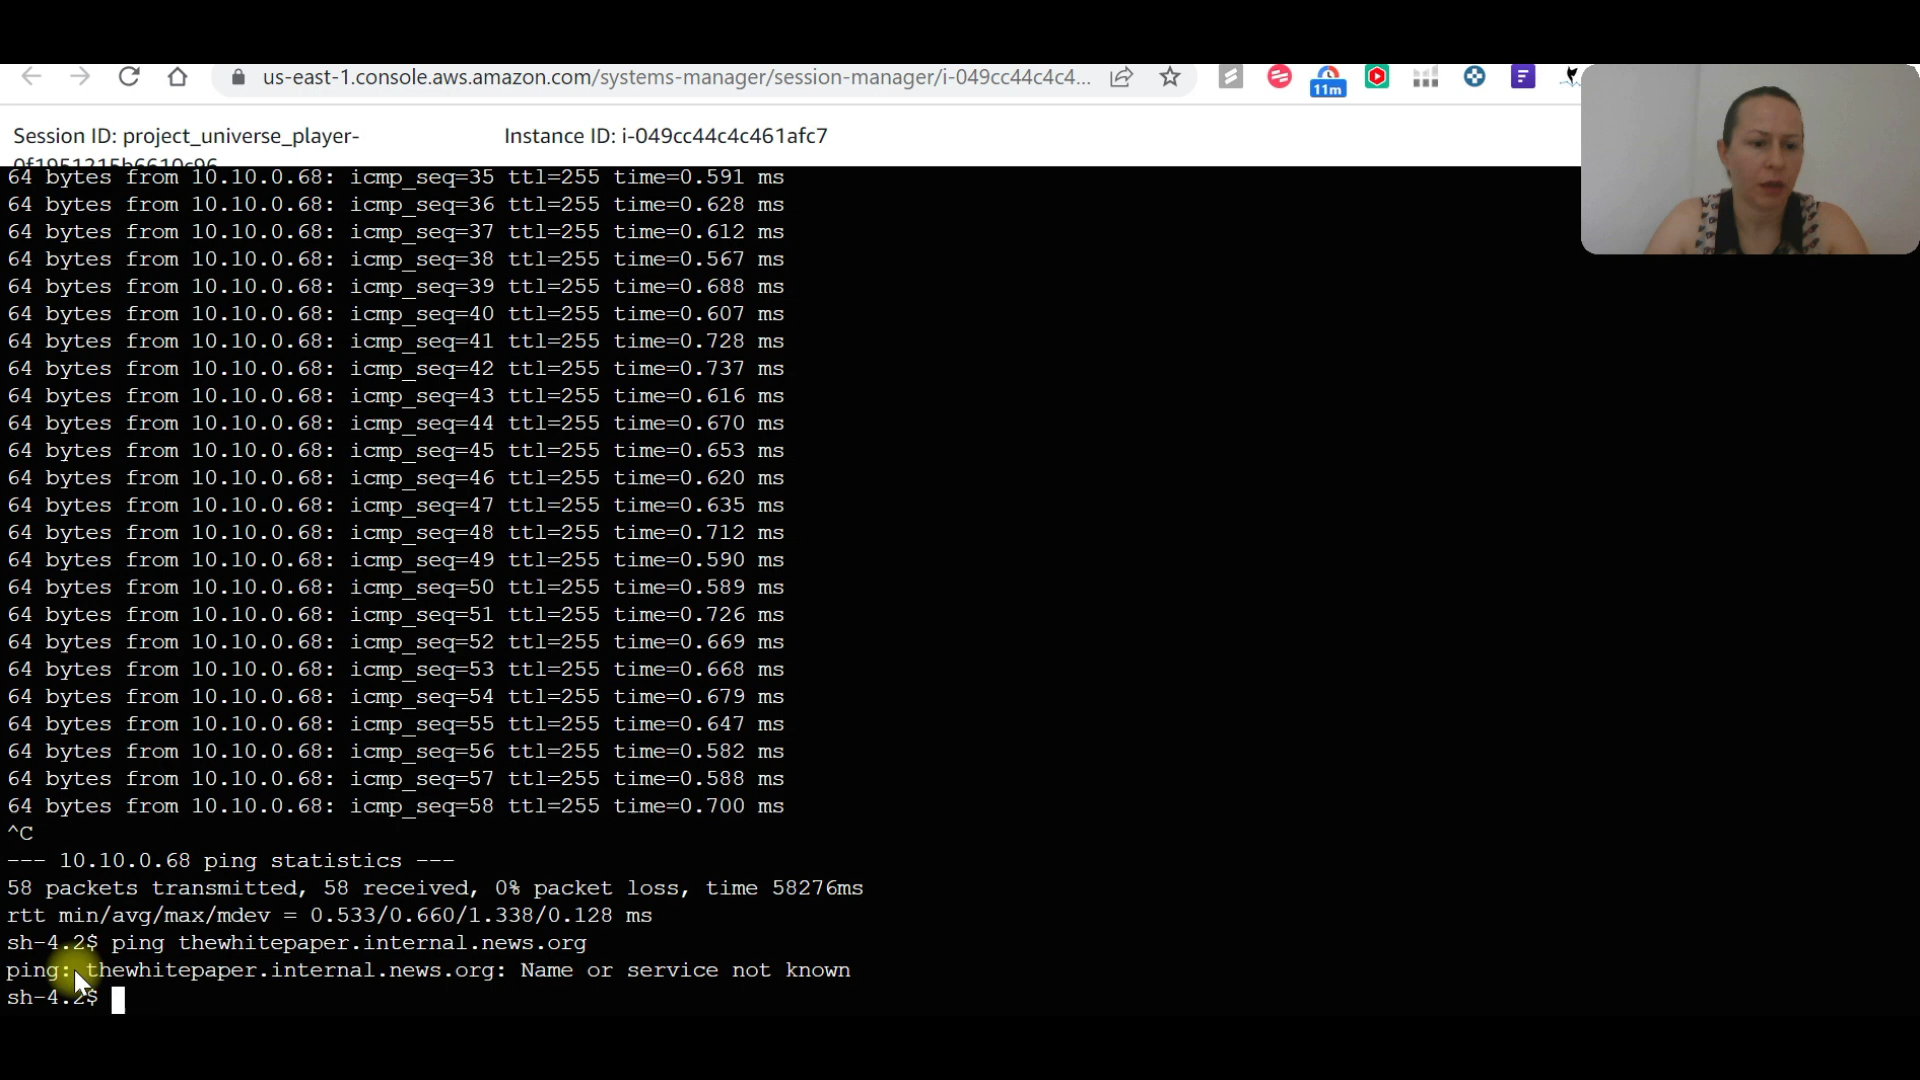 us-east-1.console.aws.amazon.com/systems-manager/session-manager/i-049cc44c4c4...
11m
Session ID: project_universe_player-
0f1951215b6610c96
Instance ID: i-049cc44c4c461afc7
64 bytes from 10.10.0.68: icmp_seq=35 ttl=255 time=0.591 ms
64 bytes from 10.10.0.68: icmp_seq=36 ttl=255 time=0.628 ms
64 bytes from 10.10.0.68: icmp_seq=37 ttl=255 time=0.612 ms
64 bytes from 10.10.0.68: icmp_seq=38 ttl=255 time=0.567 ms
64 bytes from 10.10.0.68: icmp_seq=39 ttl=255 time=0.688 ms
64 bytes from 10.10.0.68: icmp_seq=40 ttl=255 time=0.607 ms
64 bytes from 10.10.0.68: icmp_seq=41 ttl=255 time=0.728 ms
64 bytes from 10.10.0.68: icmp_seq=42 ttl=255 time=0.737 ms
64 bytes from 10.10.0.68: icmp_seq=43 ttl=255 time=0.616 ms
64 bytes from 10.10.0.68: icmp_seq=44 ttl=255 time=0.670 ms
64 bytes from 10.10.0.68: icmp_seq=45 ttl=255 time=0.653 ms
64 bytes from 10.10.0.68: icmp_seq=46 ttl=255 time=0.620 ms
64 bytes from 10.10.0.68: icmp_seq=47 ttl=255 time=0.635 ms
64 bytes from 10.10.0.68: icmp_seq=48 ttl=255 time=0.712 ms
64 bytes from 10.10.0.68: icmp_seq=49 ttl=255 time=0.590 ms
64 bytes from 10.10.0.68: icmp_seq=50 ttl=255 time=0.589 ms
64 bytes from 10.10.0.68: icmp_seq=51 ttl=255 time=0.726 ms
64 bytes from 10.10.0.68: icmp_seq=52 ttl=255 time=0.669 ms
64 bytes from 10.10.0.68: icmp_seq=53 ttl=255 time=0.668 ms
64 bytes from 10.10.0.68: icmp_seq=54 ttl=255 time=0.679 ms
64 bytes from 10.10.0.68: icmp_seq=55 ttl=255 time=0.647 ms
64 bytes from 10.10.0.68: icmp_seq=56 ttl=255 time=0.582 ms
64 bytes from 10.10.0.68: icmp_seq=57 ttl=255 time=0.588 ms
64 bytes from 10.10.0.68: icmp_seq=58 ttl=255 time=0.700 ms
^C
--- 10.10.0.68 ping statistics ---
58 packets transmitted, 58 received, 0% packet loss, time 58276ms
rtt min/avg/max/mdev = 0.533/0.660/1.338/0.128 ms
sh-4.2$ ping thewhitepaper.internal.news.org
ping: thewhitepaper.internal.news.org: Name or service not known
sh-4.2$